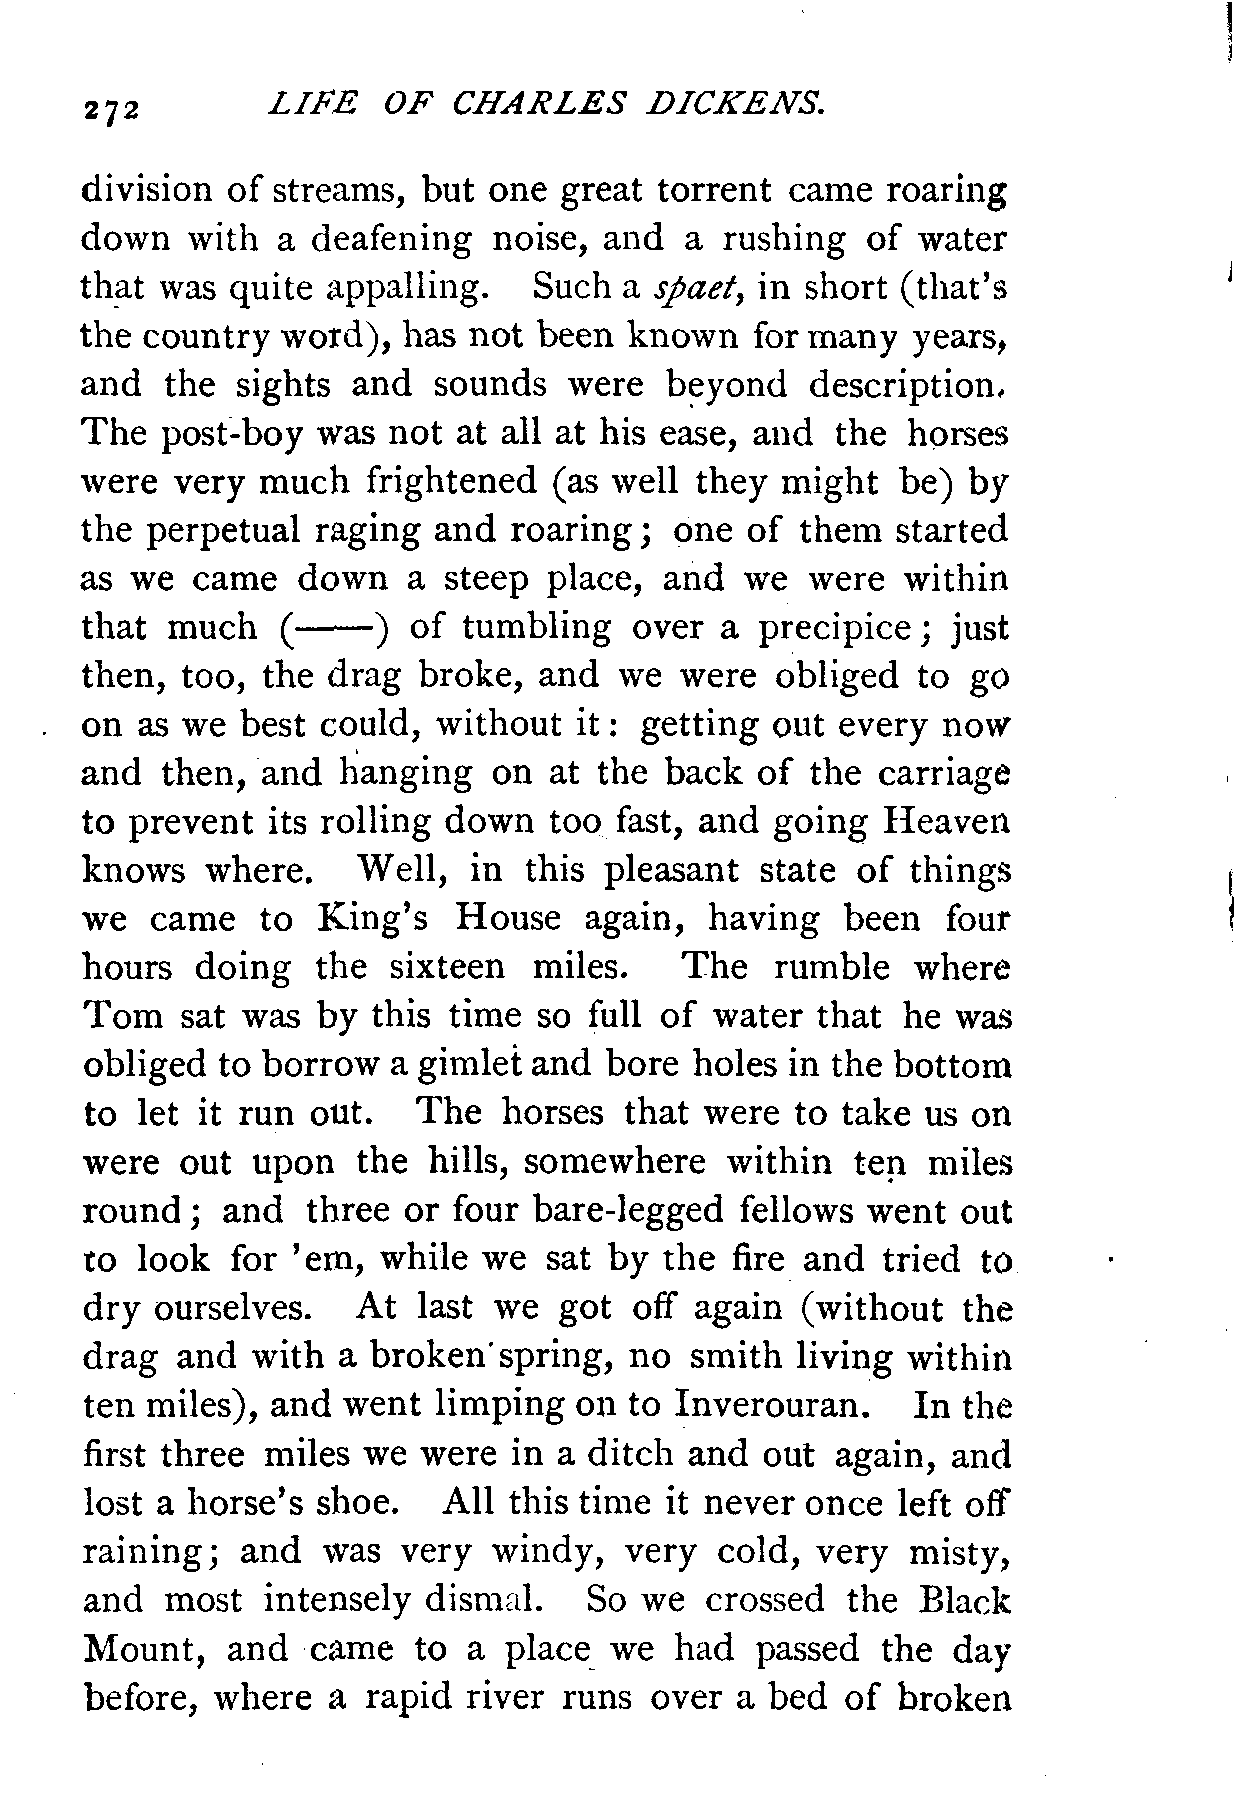 272 LIFE OF CHARLES DICKENS.
division of streams, but one great torrent came roaring
down with a deafening noise, and a rushing of water
that was quite appalling. Such a spaet, in short (that's
the country word), has not been known for many years,
and the sights and sounds were beyond description.
The post-boy was not at all at his ease, and the horses
were very much frightened (as well they might be) by
the perpetual raging and roaring; one of them started
as we came down a steep place, and we were within
that much (——) of tumbling over a precipice; just
then, too, the drag broke, and we were obliged to go
on as we best could, without it: getting out every now
and then, and hanging on at the back of the carriage
to prevent its rolling down too fast, and going Heaven
knows where. Well, in this pleasant state of things
we came to King's House again, having been four
hours doing the sixteen miles. The rumble where
Tom sat was by this time so full of water that he was
obliged to borrow a gimlet and bore holes in the bottom
to let it run out. The horses that were to take us on
were out upon the hills, somewhere within ten miles
round; and three or four bare-legged fellows went out
to look for 'em, while we sat by the fire and tried to
dry ourselves. At last we got off again (without the
drag and with a broken spring, no smith living within
ten miles), and went limping on to Inverouran. In the
first three miles we were in a ditch and out again, and
lost a horse's shoe. All this time it never once left off
raining; and was very windy, very cold, very misty,
and most intensely dismal. So we crossed the Black
Mount, and came to a place we had passed the day
before, where a rapid river runs over a bed of broken